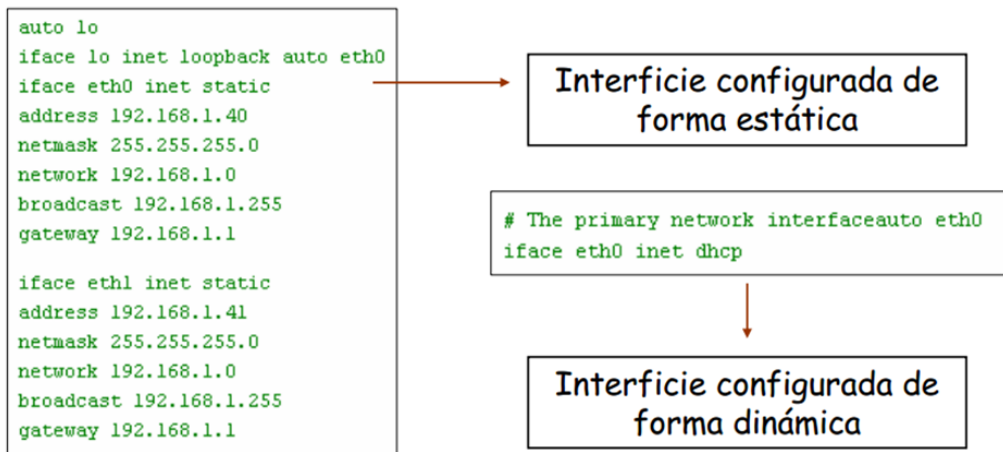 auto lo
iface lo inet loopback auto eth0
iface eth0 inet static
address 192.168.1.40
netmask 255.255.255.0
network 192.168.1.0
broadcast 192.168.1.255
gateway 192.168.1.1
iface eth1 inet static
address 192.168.1.41
netmask 255.255.255.0
network 192.168.1.0
broadcast 192.168.1.255
gateway 192.168.1.1
Interficie configurada de
forma estática
# The primary network interfaceauto eth0
iface eth0 inet dhcp
Interficie configurada de
forma dinámica